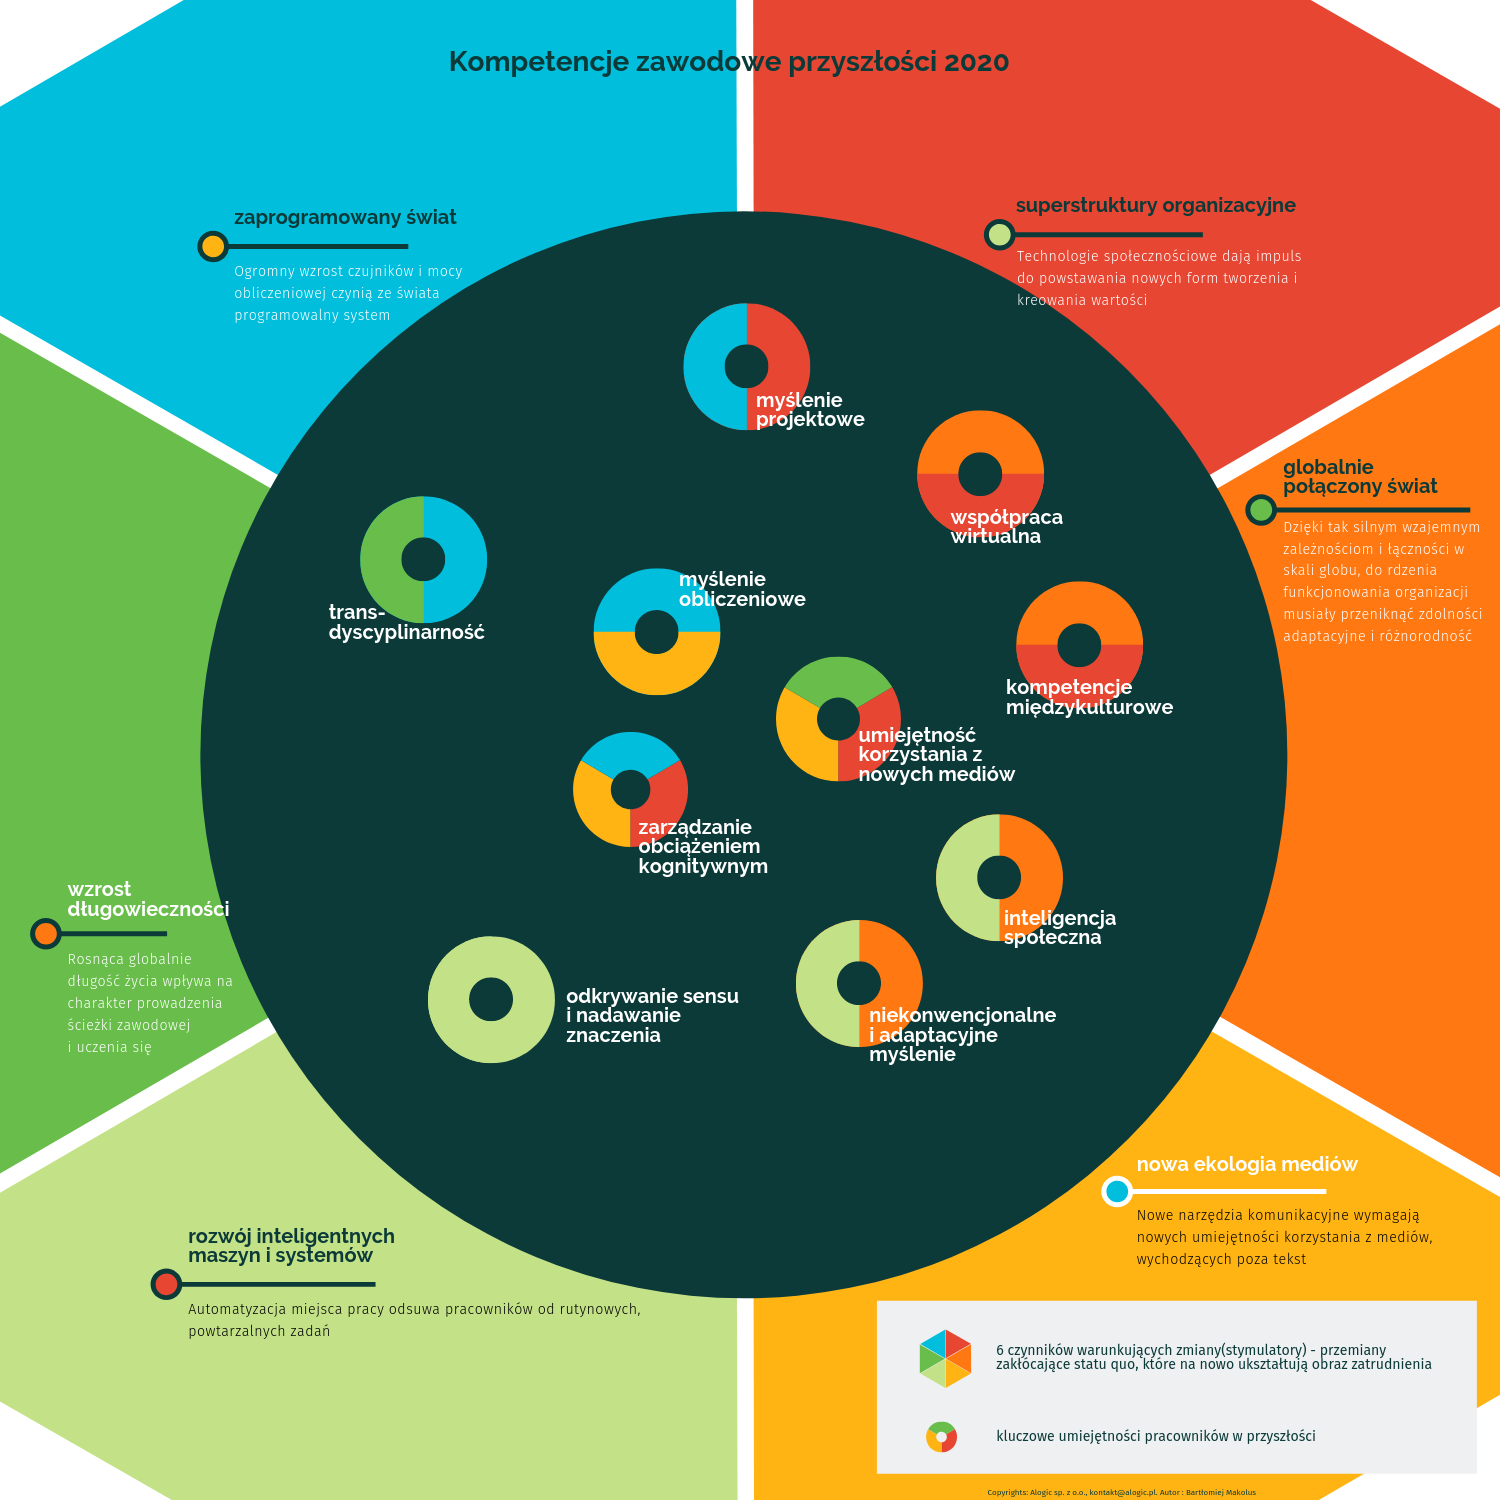 Kompetencje zawodowe przyszłości 2020
zaprogramowany świat
Ogromny wzrost czujników i mocy
obliczeniowej czynią ze świata
programowalny system
superstruktury organizacyjne
Technologie społecznościowe dają impuls
do powstawania nowych form tworzenia i
kreowania wartości
globalnie
połączony świat
Dzięki tak silnym wzajemnym
zależnościom i łączności w
skali globu, do rdzenia
funkcjonowania organizacji
musiały przeniknąć zdolności
adaptacyjne i różnorodność
myślenie
projektowe
współpraca
wirtualna
trans-
dyscyplinarność
myślenie
obliczeniowe
kompetencje
międzykulturowe
umiejętność
korzystania z
nowych mediów
zarządzanie
obciążeniem
kognitywnym
inteligencja
społeczna
odkrywanie sensu
i nadawanie
znaczenia
niekonwencjonalne
i adaptacyjne
myślenie
wzrost
długowieczności
Rosnąca globalnie
długość życia wpływa na
charakter prowadzenia
ścieżki zawodowej
i uczenia się
nowa ekologia mediów
Nowe narzędzia komunikacyjne wymagają
nowych umiejętności korzystania z mediów,
wychodzących poza tekst
rozwój inteligentnych
maszyn i systemów
Automatyzacja miejsca pracy odsuwa pracowników od rutynowych,
powtarzalnych zadań
6 czynników warunkujących zmiany(stymulatory) - przemiany
zakłócające statu quo, które na nowo ukształtują obraz zatrudnienia
kluczowe umiejętności pracowników w przyszłości
Copyrights: Alogic sp. z o.o., kontakt@alogic.pl. Autor : Bartłomiej Makolus